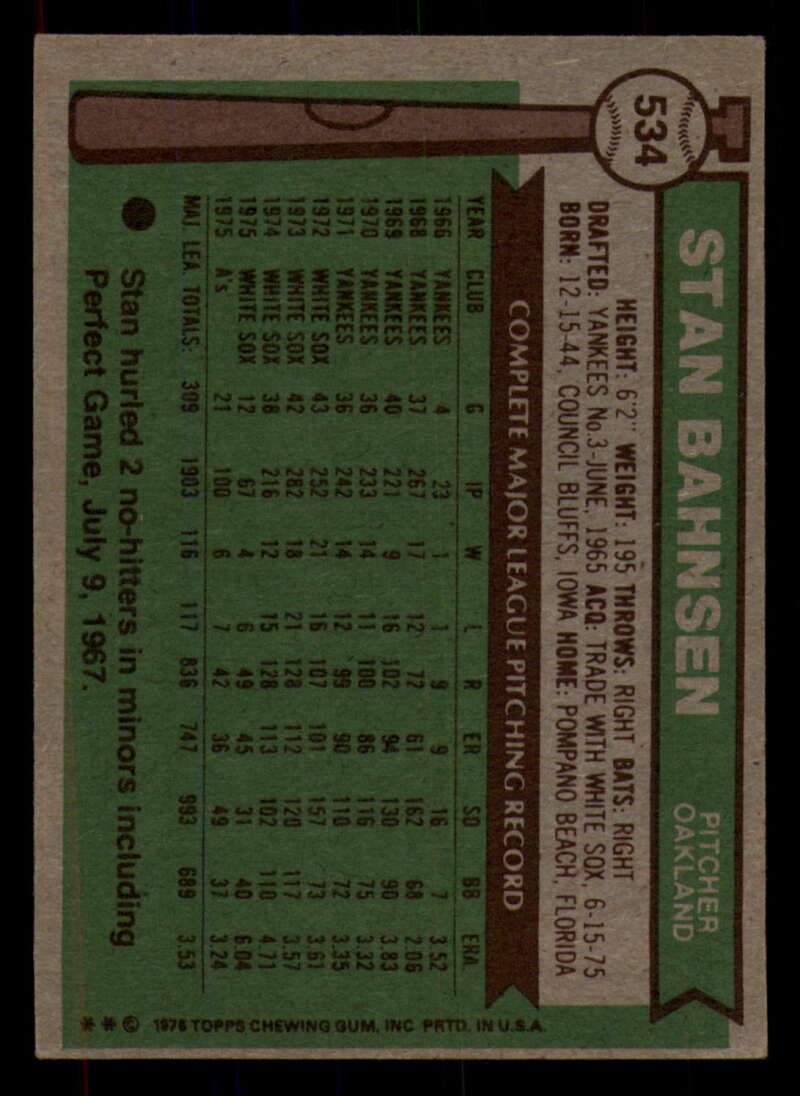 534
STAN BAHNSEN
PITCHER
OAKLAND
HEIGHT: 6'2" WEIGHT: 195 THROWS: RIGHT BATS: RIGHT
DRAFTED: YANKEES No.3-JUNE, 1965 ACQ: TRADE WITH WHITE SOX, 6-15-75
BORN: 12-15-44, COUNCIL BLUFFS, IOWA HOME: POMPANO BEACH, FLORIDA
COMPLETE MAJOR LEAGUE PITCHING RECORD
YEAR CLUB G IP W L R ER SO BB ERA
1966 YANKEES 4 23 1 1 9 9 16 7 3.52
1968 YANKEES 37 267 17 12 72 61 162 68 2.06
1969 YANKEES 40 221 9 16 102 94 130 90 3.83
1970 YANKEES 36 233 14 11 100 86 116 75 3.32
1971 YANKEES 36 242 14 12 99 90 110 72 3.35
1972 WHITE SOX 43 252 21 16 107 101 157 73 3.61
1973 WHITE SOX 42 282 18 21 128 112 120 117 3.57
1974 WHITE SOX 38 216 12 15 128 113 102 110 4.71
1975 WHITE SOX 12 67 4 6 49 45 31 40 6.04
1975 A's 21 100 6 7 42 36 49 37 3.24
MAJ. LEA. TOTALS: 309 1903 116 117 836 747 993 689 3.53
Stan hurled 2 no-hitters in minors including
Perfect Game, July 9, 1967.
* * © 1976 TOPPS CHEWING GUM, INC. PRTD. IN U.S.A.